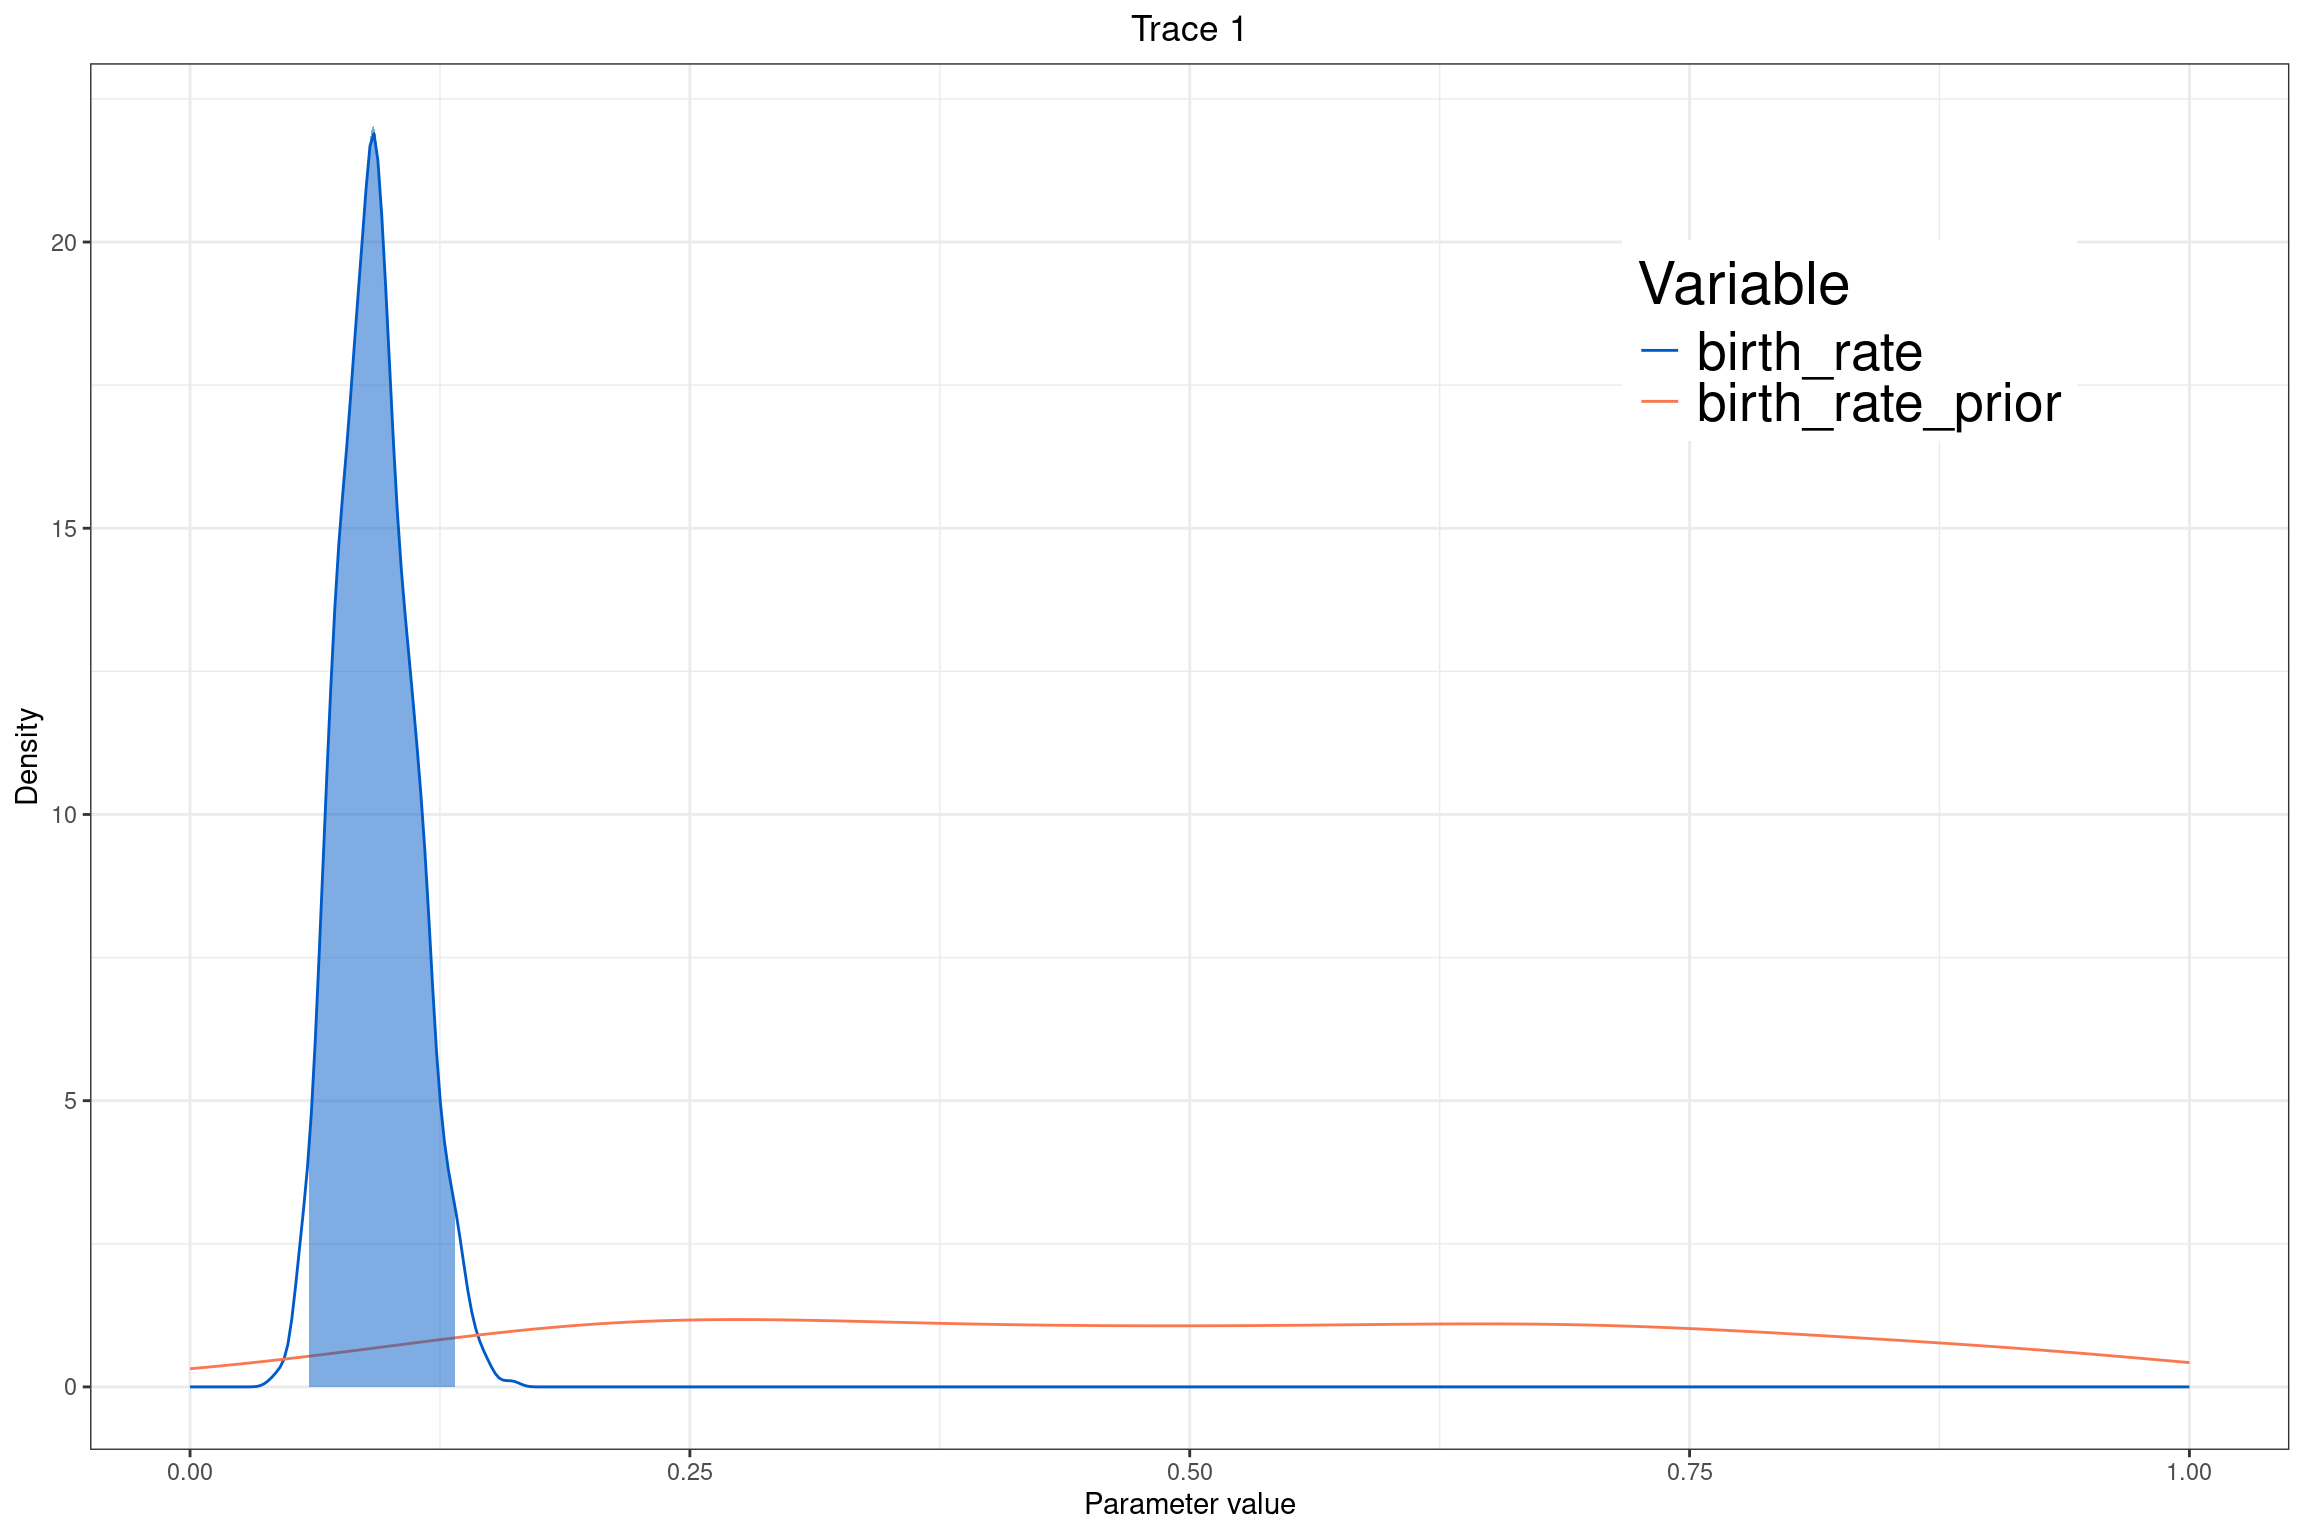 Trace 1
20
15
10
5
0
Density
Variable
birth_rate
birth_rate_prior
0.00 0.25 0.50 0.75 1.00
Parameter value